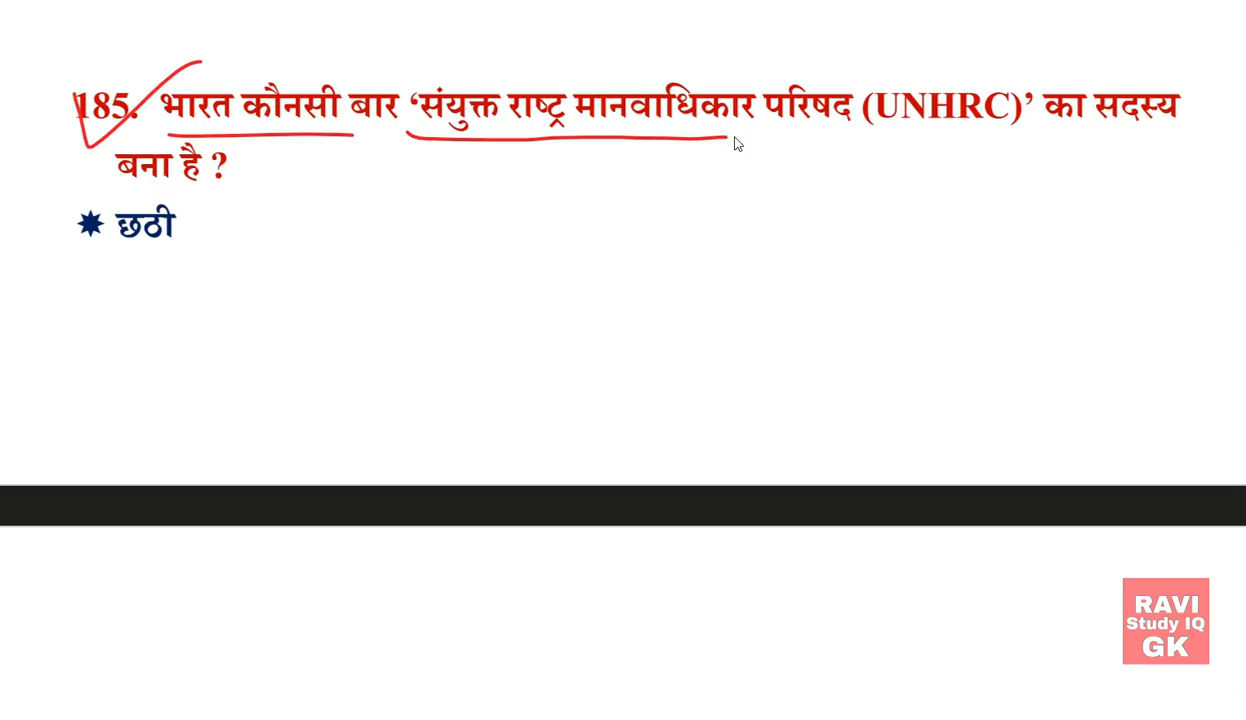 185. भारत कौनसी बार ‘संयुक्त राष्ट्र मानवाधिकार परिषद (UNHRC)’ का सदस्य
बना है ?
✷ छठी
RAVI
Study IQ
GK